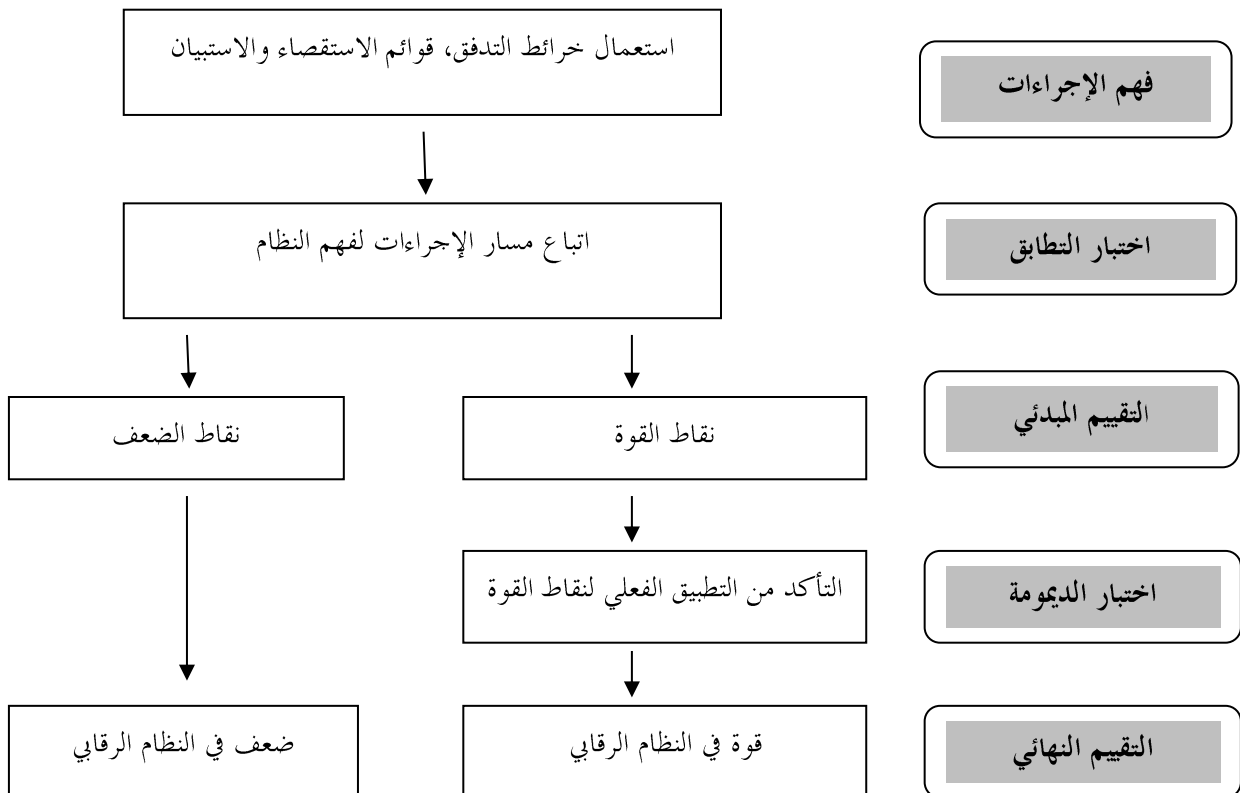 فهم الإجراءات
استعمال خرائط التدفق، قوائم الاستقصاء والاستبيان
اختبار التطابق
اتباع مسار الإجراءات لفهم النظام
التقييم المبدئي
نقاط القوة
نقاط الضعف
اختبار الديمومة
التأكد من التطبيق الفعلي لنقاط القوة
التقييم النهائي
قوة في النظام الرقابي
ضعف في النظام الرقابي